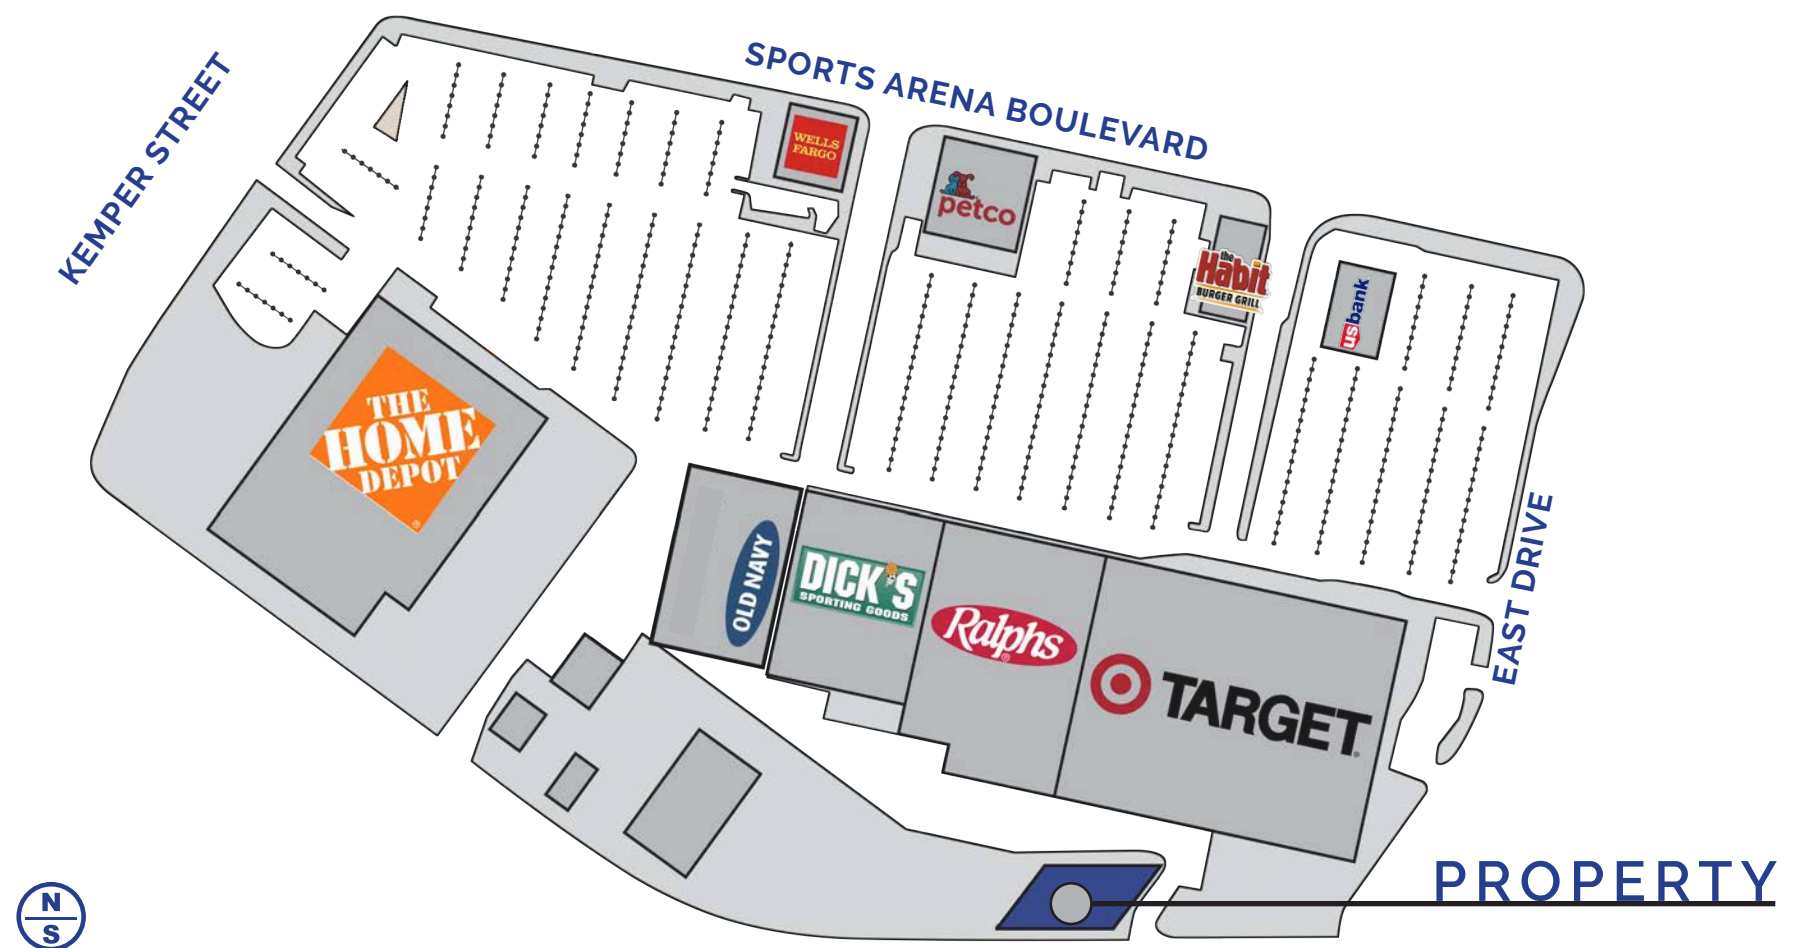 KEMPER STREET
SPORTS ARENA BOULEVARD
WELLS
FARGO
petco
the
Habit
BURGER GRILL
usbank
THE
HOME
DEPOT
®
OLD NAVY
DICK'S
SPORTING GOODS
Ralphs
®
TARGET
®
EAST DRIVE
PROPERTY
N
S